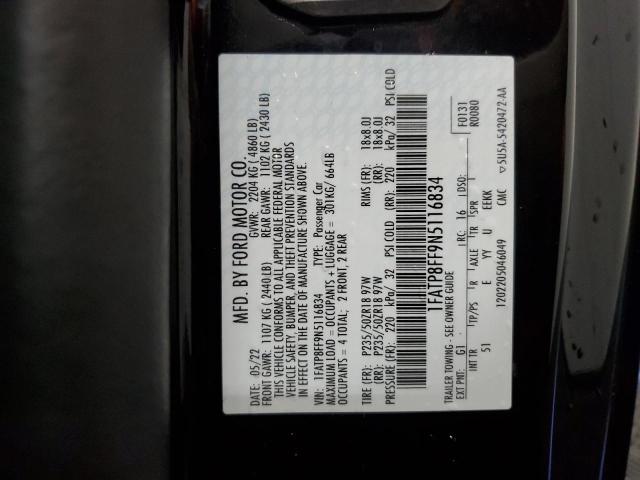 MFD. BY FORD MOTOR CO.
DATE: 05/22 GVWR: 2204 KG ( 4860 LB)
FRONT GAWR: 1107 KG (2440 LB) REAR GAWR: 1102 KG ( 2430 LB)
THIS VEHICLE CONFORMS TO ALL APPLICABLE FEDERAL MOTOR
VEHICLE SAFETY, BUMPER, AND THEFT PREVENTION STANDARDS
IN EFFECT ON THE DATE OF MANUFACTURE SHOWN ABOVE.
VIN: 1FATP8FF9N5116834 TYPE: Passenger Car
MAXIMUM LOAD = OCCUPANTS + LUGGAGE = 301KG/ 664LB
OCCUPANTS = 4 TOTAL; 2 FRONT, 2 REAR
TIRE (FR): P235/50ZR18 97W RIMS (FR): 18x8.0J
(RR): P235/50ZR18 97W (RR): 18x8.0J
PRESSURE (FR): 220 kPa/ 32 PSI COLD (RR): 220 kPa/ 32 PSI COLD
1FATP8FF9N5116834
TRAILER TOWING - SEE OWNER GUIDE F0131
EXT PNT: G1 RC: 16 DSO: R0080
INT TR TP/PS R AXLE TR SPR
51 E YY U EEKK
1202205046049 CMC ▽5U5A-5420472-AA